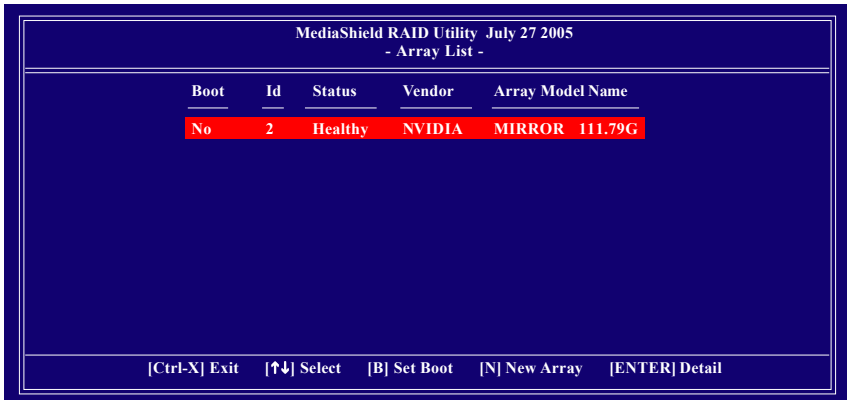 MediaShield RAID Utility  July 27 2005
- Array List -
Boot Id Status Vendor Array Model Name
No 2 Healthy NVIDIA MIRROR 111.79G
[Ctrl-X] Exit [↑↓] Select [B] Set Boot [N] New Array [ENTER] Detail